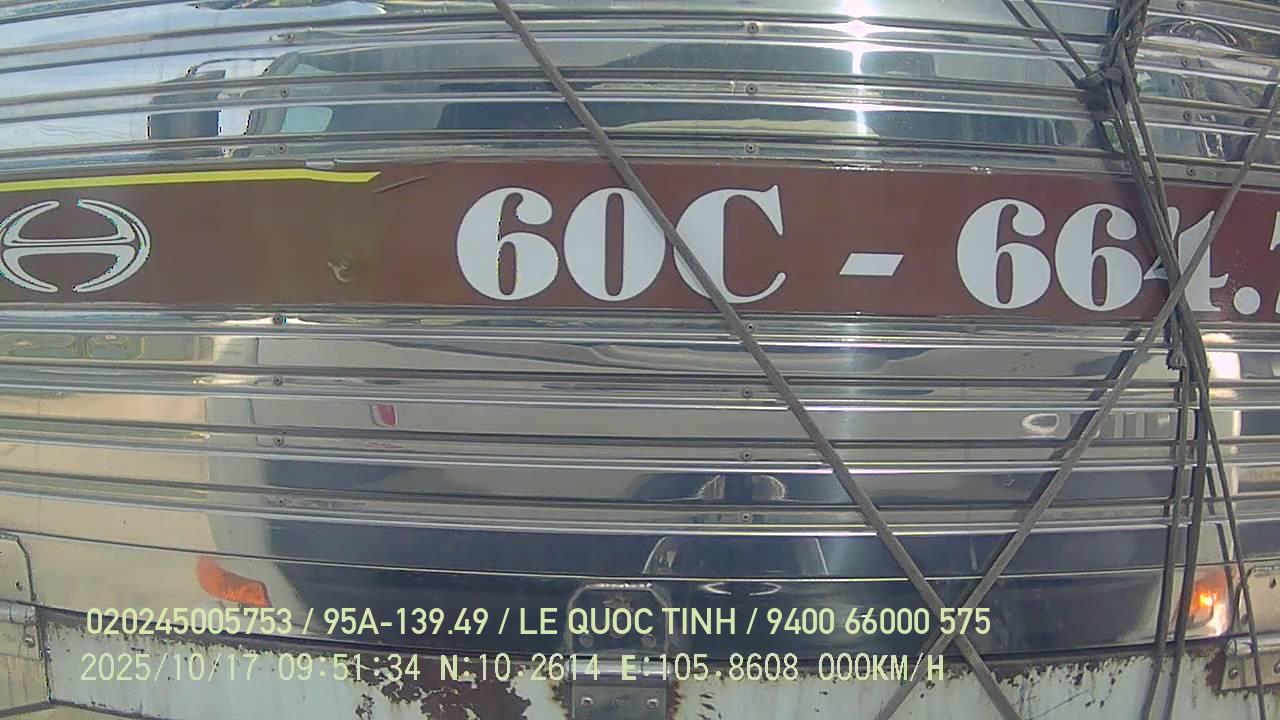 60C - 664.
020245005753 / 95A-139.49 / LE QUOC TINH / 9400 66000 575
2025/10/17 09:51:34 N:10.2614 E:105.8608 000KM/H